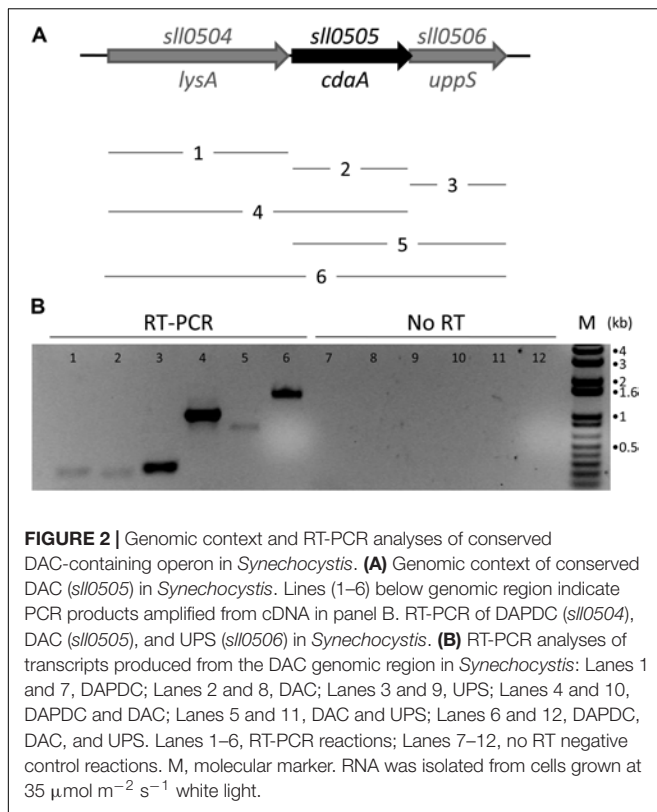 A
sll0504 sll0505 sll0506
lysA cdaA uppS
1
2
3
4
5
6
B
RT-PCR No RT M (kb)
1 2 3 4 5 6 7 8 9 10 11 12
•4
•3
•2
•1.6
•1
•0.5
FIGURE 2 | Genomic context and RT-PCR analyses of conserved
DAC-containing operon in Synechocystis. (A) Genomic context of conserved
DAC (sll0505) in Synechocystis. Lines (1–6) below genomic region indicate
PCR products amplified from cDNA in panel B. RT-PCR of DAPDC (sll0504),
DAC (sll0505), and UPS (sll0506) in Synechocystis. (B) RT-PCR analyses of
transcripts produced from the DAC genomic region in Synechocystis: Lanes 1
and 7, DAPDC; Lanes 2 and 8, DAC; Lanes 3 and 9, UPS; Lanes 4 and 10,
DAPDC and DAC; Lanes 5 and 11, DAC and UPS; Lanes 6 and 12, DAPDC,
DAC, and UPS. Lanes 1–6, RT-PCR reactions; Lanes 7–12, no RT negative
control reactions. M, molecular marker. RNA was isolated from cells grown at
35 μmol m−2 s−1 white light.